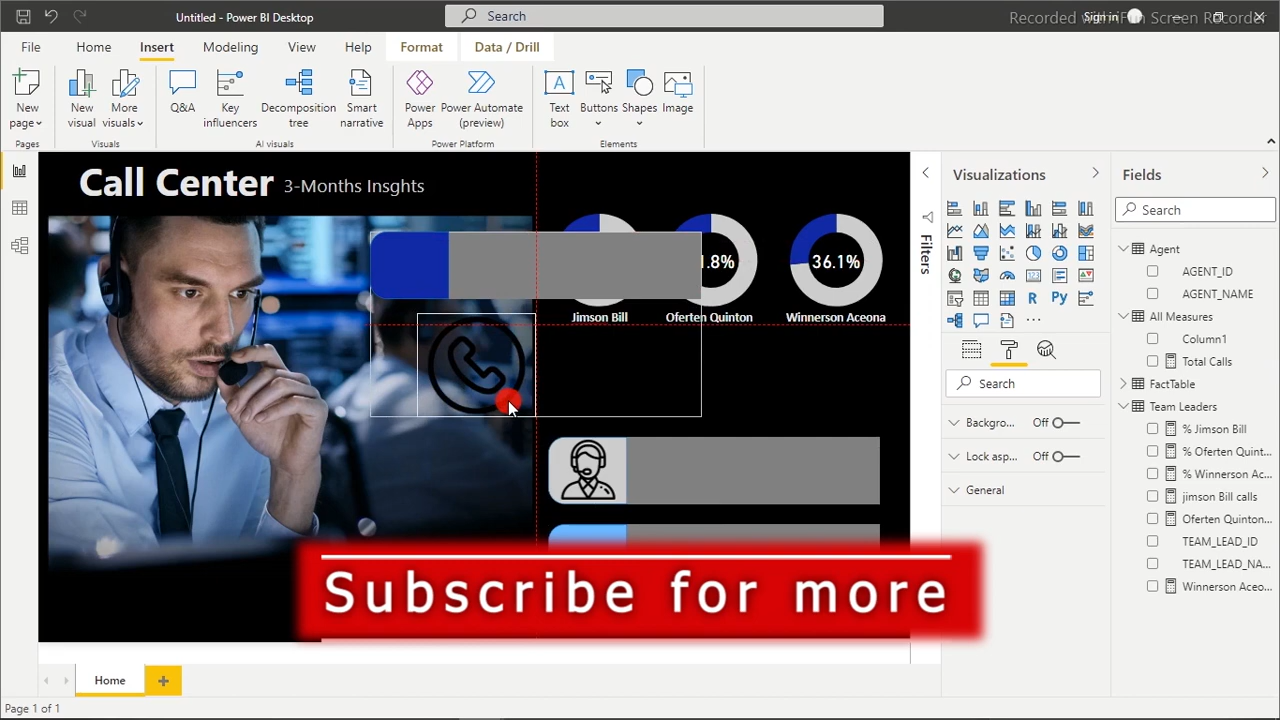 Untitled - Power BI Desktop
Search
Recorded with iFun Screen Recorder
Sign in
File
Home
Insert
Modeling
View
Help
Format
Data / Drill
New page
New visual
More visuals
Q&A
Key influencers
Decomposition tree
Smart narrative
Power Apps
Power Automate (preview)
Text box
Buttons
Shapes
Image
Pages
Visuals
AI visuals
Power Platform
Elements
Call Center 3-Months Insghts
.8%
36.1%
Jimson Bill
Oferten Quinton
Winnerson Aceona
Filters
Visualizations
R
Py
Search
Backgro... Off
Lock asp... Off
General
Fields
Search
Agent
AGENT_ID
AGENT_NAME
All Measures
Column1
Total Calls
FactTable
Team Leaders
% Jimson Bill
% Oferten Quint...
% Winnerson Ac...
jimson Bill calls
Oferten Quinton...
TEAM_LEAD_ID
TEAM_LEAD_NA...
Winnerson Aceo...
Subscribe for more
Home
Page 1 of 1